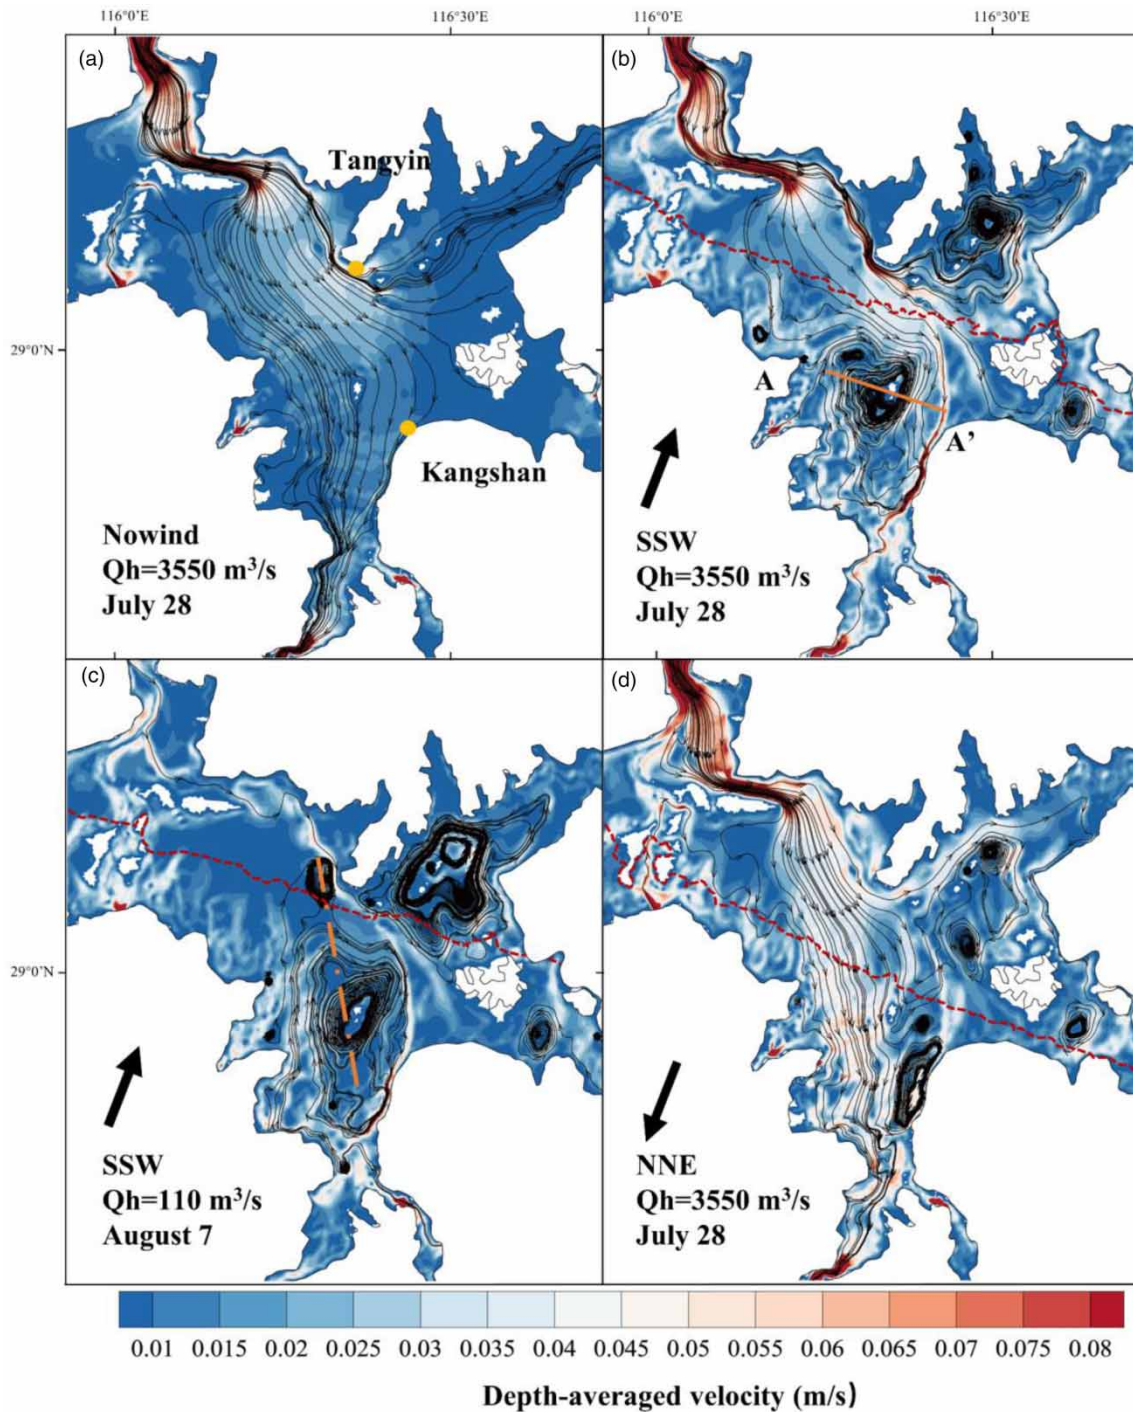 116°0′E
116°30′E
116°0′E
116°30′E
(a)
(b)
Tangyin
29°0′N
A
A’
Kangshan
Nowind
Qh=3550 m³/s
July 28
SSW
Qh=3550 m³/s
July 28
(c)
(d)
29°0′N
SSW
Qh=110 m³/s
August 7
NNE
Qh=3550 m³/s
July 28
0.01 0.015 0.02 0.025 0.03 0.035 0.04 0.045 0.05 0.055 0.06 0.065 0.07 0.075 0.08
Depth-averaged velocity (m/s)